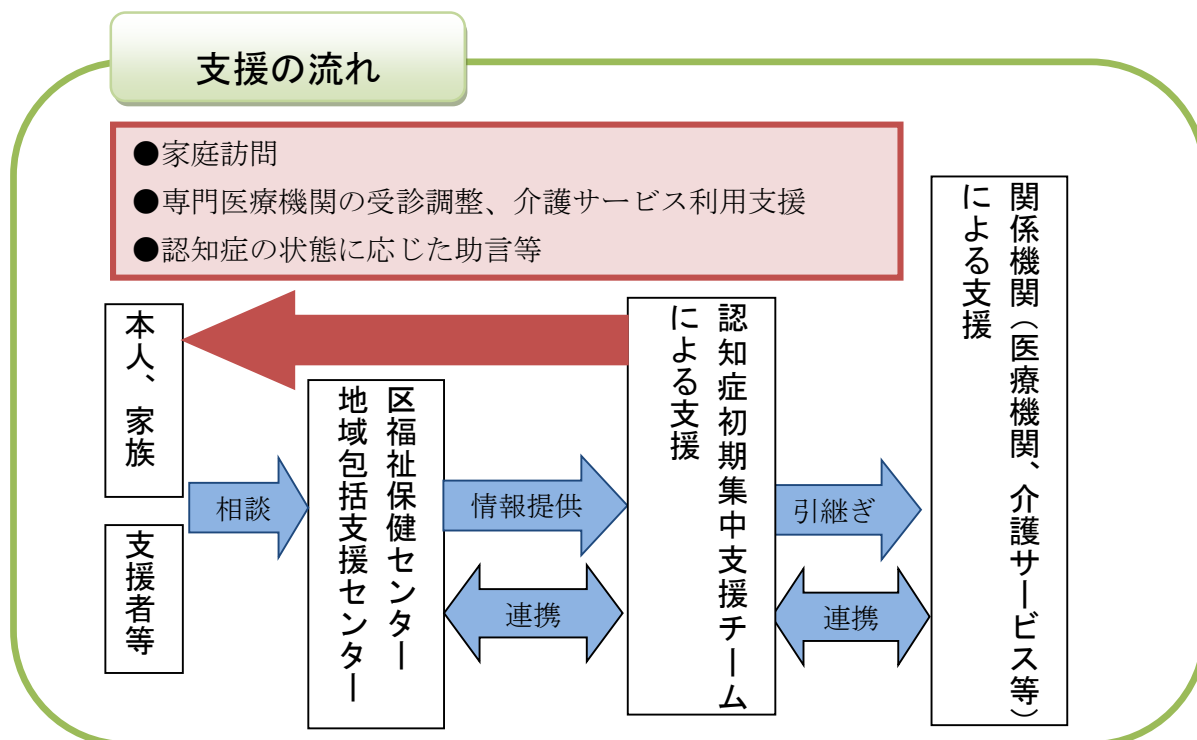 支援の流れ
●家庭訪問
●専門医療機関の受診調整、介護サービス利用支援
●認知症の状態に応じた助言等
本人、家族
支援者等
相談
区福祉保健センター
地域包括支援センター
情報提供
連携
認知症初期集中支援チーム
による支援
引継ぎ
連携
関係機関（医療機関、介護サービス等）
による支援